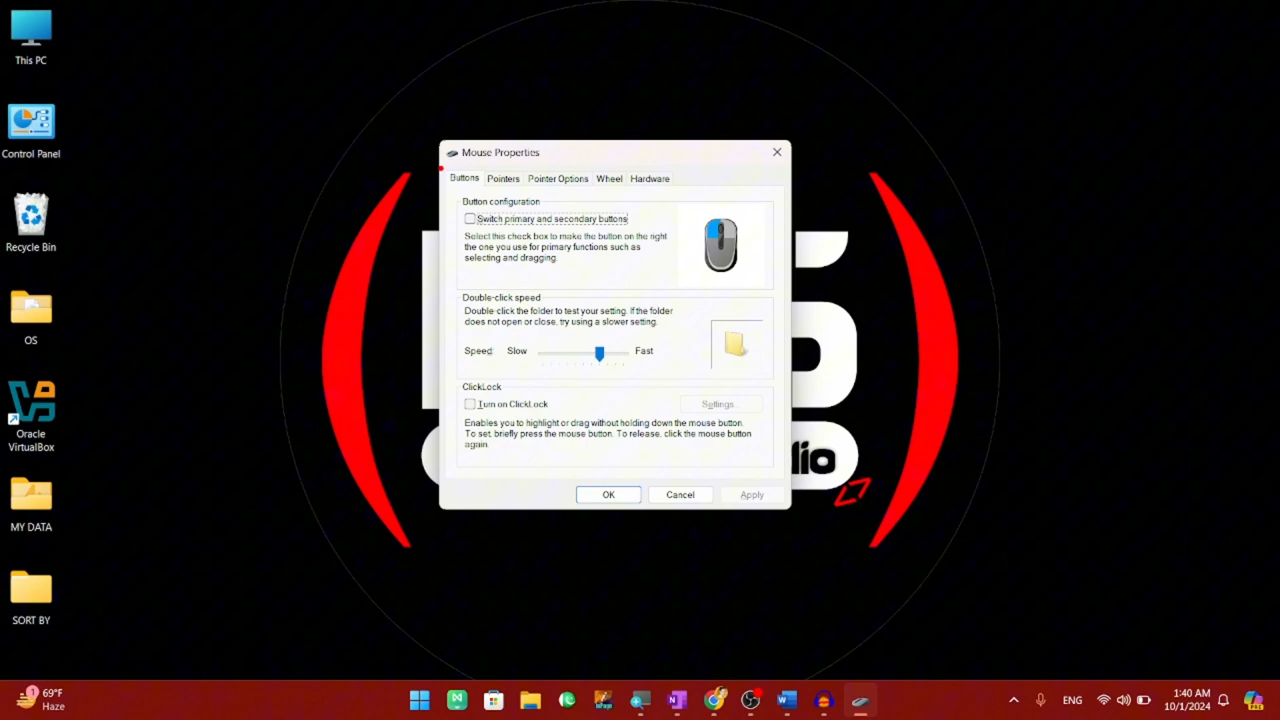 This PC
Control Panel
Recycle Bin
OS
Oracle
VirtualBox
MY DATA
SORT BY
Mouse Properties
Buttons Pointers Pointer Options Wheel Hardware
Button configuration
Switch primary and secondary buttons
Select this check box to make the button on the right
the one you use for primary functions such as
selecting and dragging.
Double-click speed
Double-click the folder to test your setting. If the folder
does not open or close, try using a slower setting.
Speed: Slow Fast
ClickLock
Turn on ClickLock Settings...
Enables you to highlight or drag without holding down the mouse button.
To set, briefly press the mouse button. To release, click the mouse button
again.
OK Cancel Apply
1
69°F
Haze
ENG
1:40 AM
10/1/2024